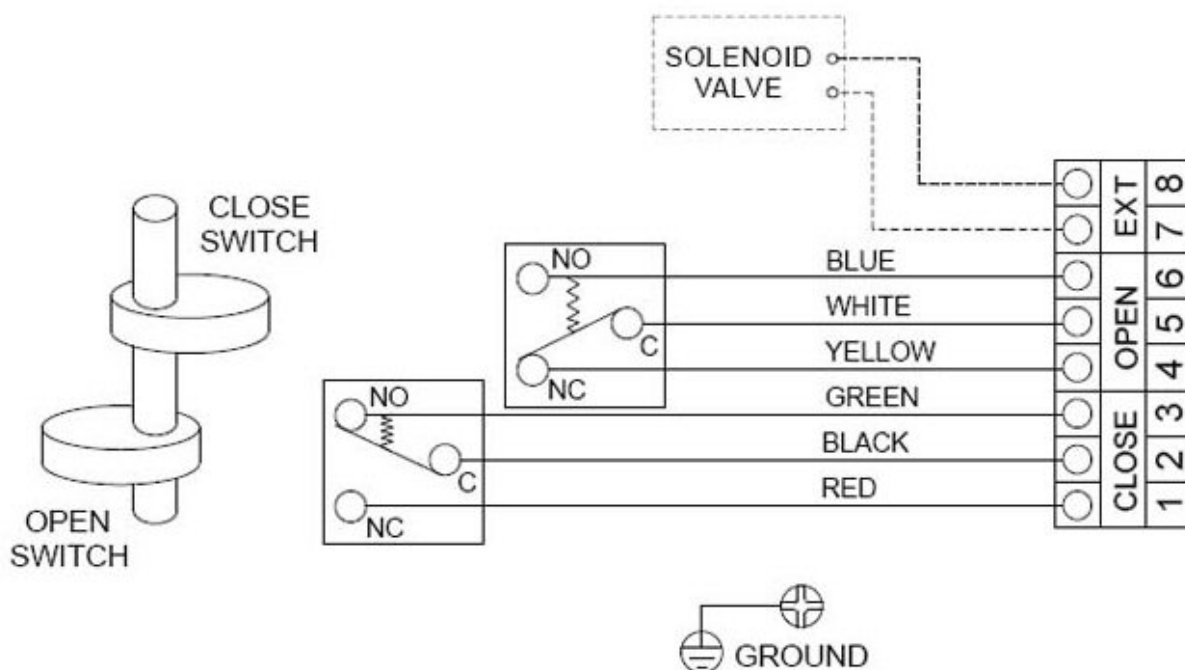 SOLENOID
VALVE
CLOSE
SWITCH
OPEN
SWITCH
NO
C
NC
NO
C
NC
BLUE
WHITE
YELLOW
GREEN
BLACK
RED
EXT
OPEN
CLOSE
8
7
6
5
4
3
2
1
GROUND